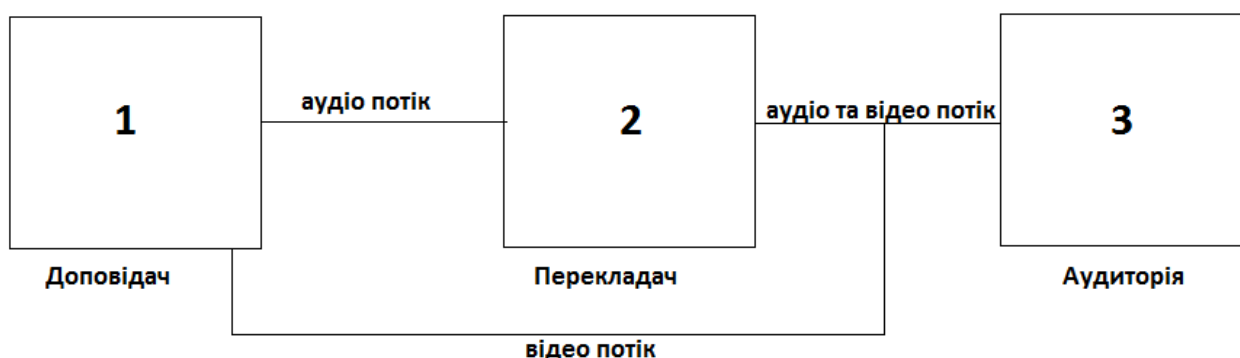 1
аудіо потік
2
аудіо та відео потік
3
Доповідач
Перекладач
Аудиторія
відео потік